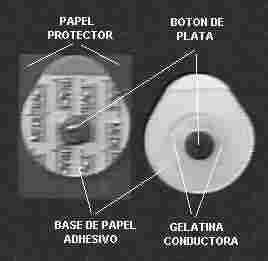 PAPEL
PROTECTOR
BOTON DE
PLATA
BASE DE PAPEL
ADHESIVO
GELATINA
CONDUCTORA